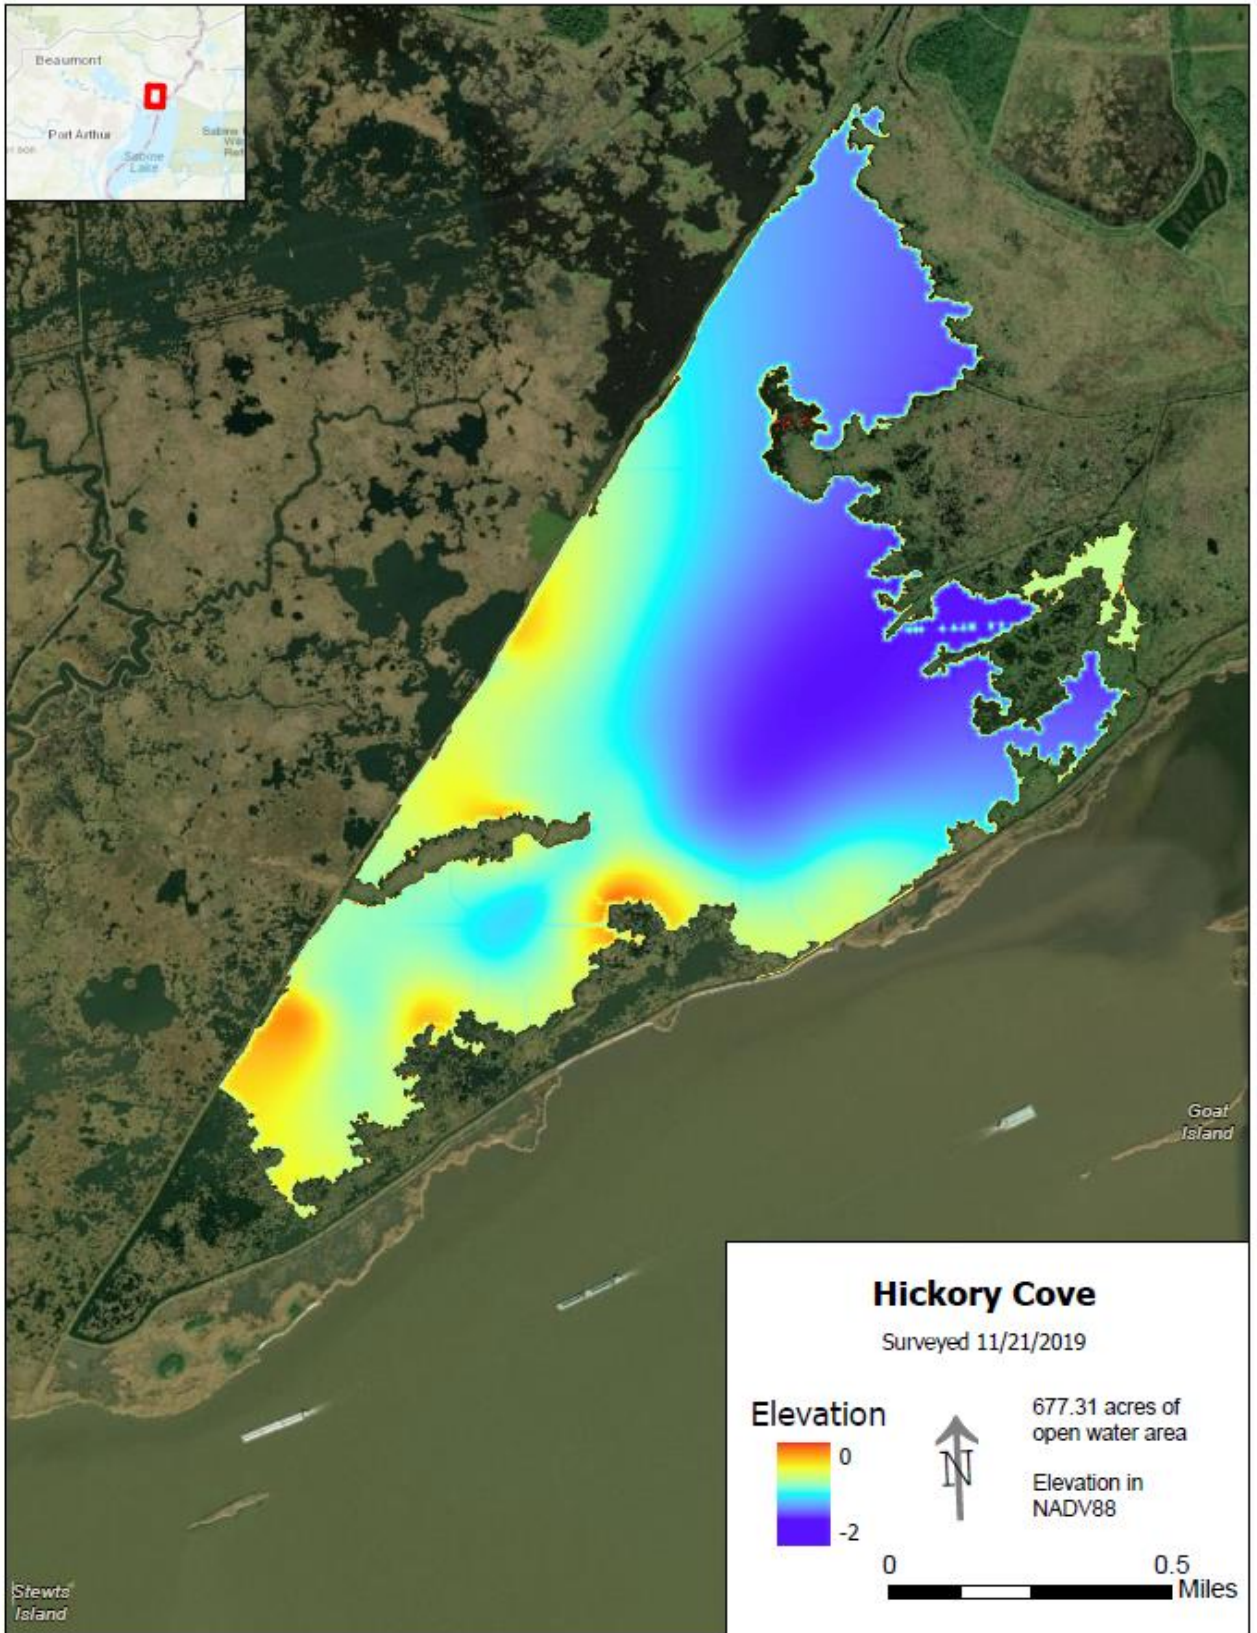 Beaumont
Port Arthur
Sabine
Lake
Sabine
Goat
Island
Hickory Cove
Surveyed 11/21/2019
Elevation
0
-2
N
677.31 acres of
open water area
Elevation in
NADV88
0 0.5
Miles
Stewts
Island